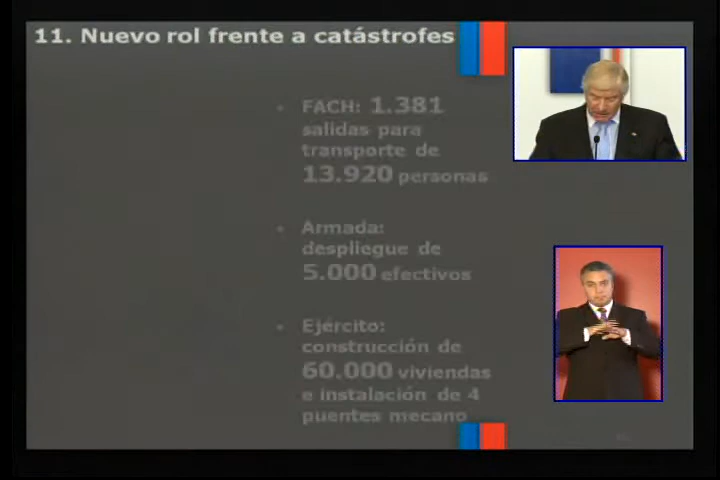 11. Nuevo rol frente a catástrofes
• FACH: 1.381
salidas para
transporte de
13.920 personas
• Armada:
despliegue de
5.000 efectivos
• Ejército:
construcción de
60.000 viviendas
e instalación de 4
puentes mecano